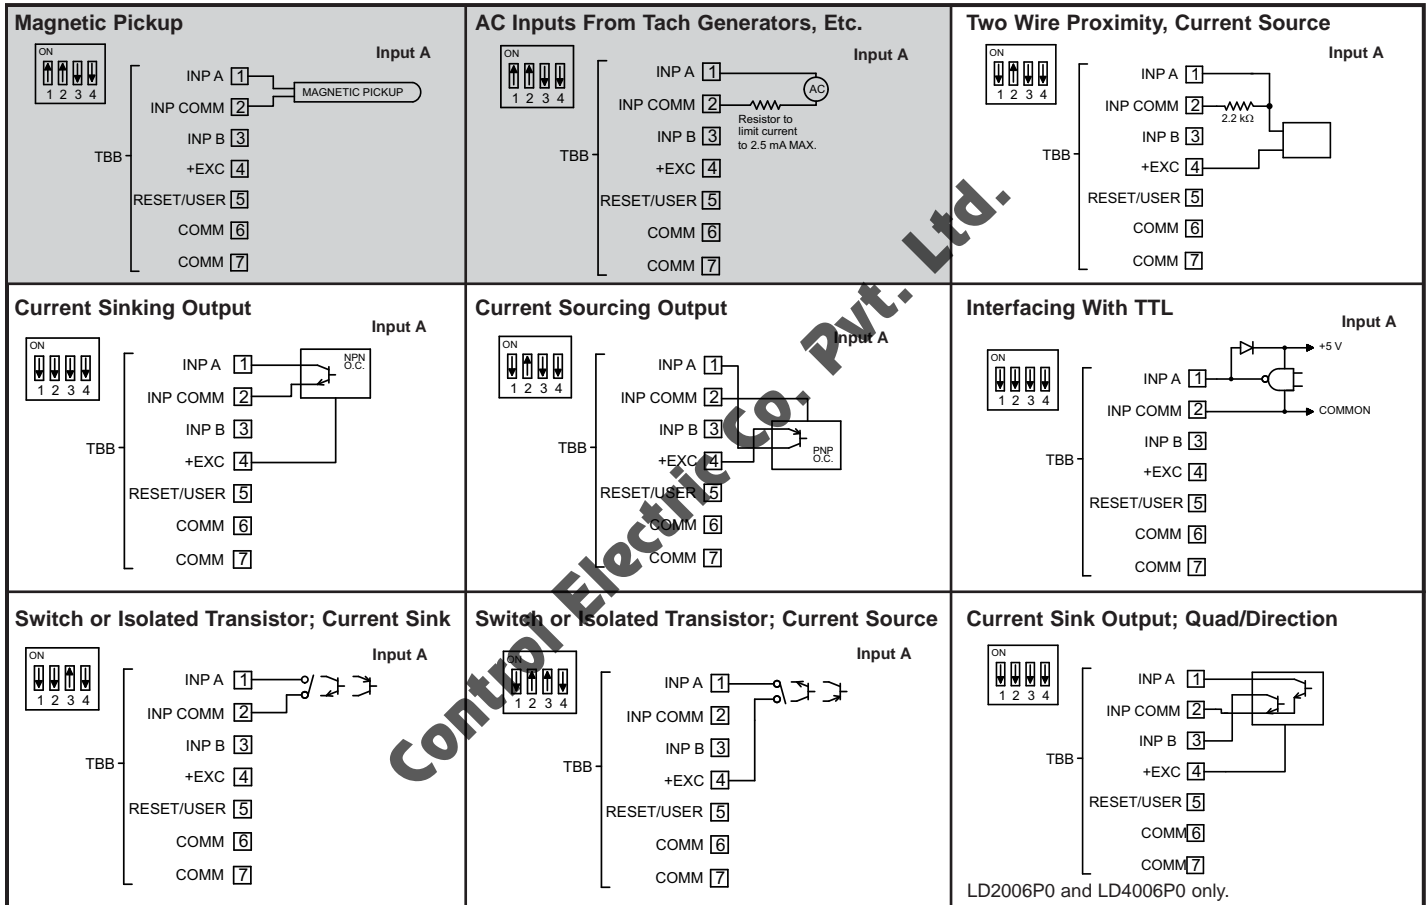 Magnetic Pickup
ON
1 2 3 4
Input A
TBB
INP A 1
INP COMM 2
INP B 3
+EXC 4
RESET/USER 5
COMM 6
COMM 7
MAGNETIC PICKUP
AC Inputs From Tach Generators, Etc.
ON
1 2 3 4
Input A
TBB
INP A 1
INP COMM 2
INP B 3
+EXC 4
RESET/USER 5
COMM 6
COMM 7
AC
Resistor to
limit current
to 2.5 mA MAX.
Two Wire Proximity, Current Source
ON
1 2 3 4
Input A
TBB
INP A 1
INP COMM 2
INP B 3
+EXC 4
RESET/USER 5
COMM 6
COMM 7
2.2 kΩ
Current Sinking Output
ON
1 2 3 4
Input A
TBB
INP A 1
INP COMM 2
INP B 3
+EXC 4
RESET/USER 5
COMM 6
COMM 7
NPN
O.C.
Current Sourcing Output
ON
1 2 3 4
Input A
TBB
INP A 1
INP COMM 2
INP B 3
+EXC 4
RESET/USER 5
COMM 6
COMM 7
PNP
O.C.
Interfacing With TTL
ON
1 2 3 4
Input A
TBB
INP A 1
INP COMM 2
INP B 3
+EXC 4
RESET/USER 5
COMM 6
COMM 7
+5 V
COMMON
Switch or Isolated Transistor; Current Sink
ON
1 2 3 4
Input A
TBB
INP A 1
INP COMM 2
INP B 3
+EXC 4
RESET/USER 5
COMM 6
COMM 7
Switch or Isolated Transistor; Current Source
ON
1 2 3 4
Input A
TBB
INP A 1
INP COMM 2
INP B 3
+EXC 4
RESET/USER 5
COMM 6
COMM 7
Current Sink Output; Quad/Direction
ON
1 2 3 4
TBB
INP A 1
INP COMM 2
INP B 3
+EXC 4
RESET/USER 5
COMM 6
COMM 7
LD2006P0 and LD4006P0 only.
Control Electric Co. Pvt. Ltd.